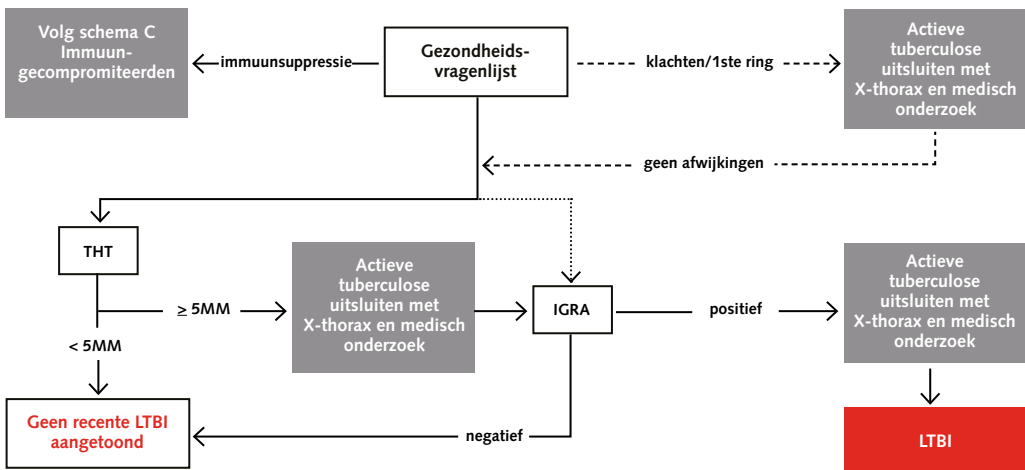 Volg schema C
Immuun-
gecompromiteerden
immuunsuppressie
Gezondheids-
vragenlijst
klachten/1ste ring
Actieve
tuberculose
uitsluiten met
X-thorax en medisch
onderzoek
geen afwijkingen
THT
≥ 5MM
< 5MM
Actieve
tuberculose
uitsluiten met
X-thorax en medisch
onderzoek
IGRA
positief
Actieve
tuberculose
uitsluiten met
X-thorax en medisch
onderzoek
Geen recente LTBI
aangetoond
negatief
LTBI